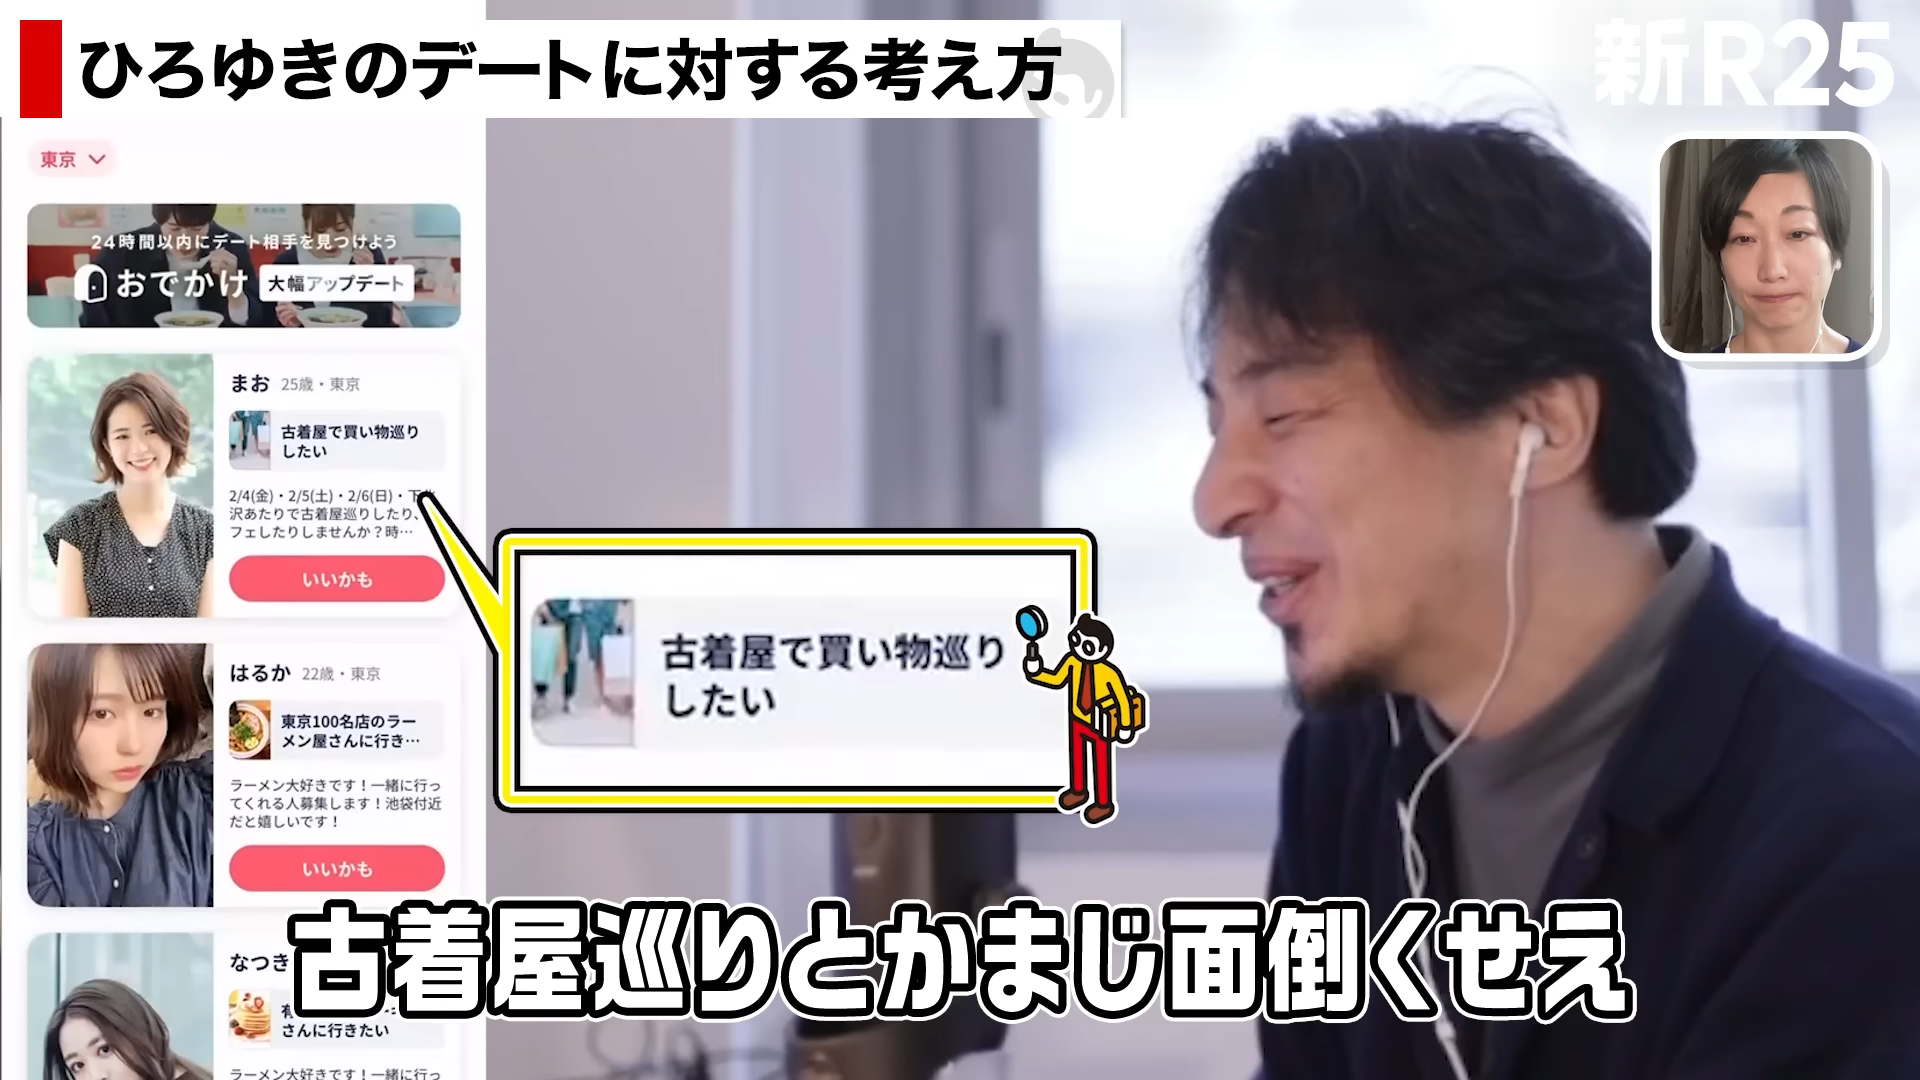 ひろゆきのデートに対する考え方
新R25
東京
24時間以内にデート相手を見つけよう
おでかけ 大幅アップデート
まお 25歳・東京
古着屋で買い物巡り
したい
2/4(金)・2/5(土)・2/6(日)・下北
沢あたりで古着屋巡りしたり、
フェしたりしませんか?時…
いいかも
古着屋で買い物巡り
したい
はるか 22歳・東京
東京100名店のラー
メン屋さんに行き…
ラーメン大好きです!一緒に行っ
てくれる人募集します!池袋付近
だと嬉しいです!
いいかも
古着屋巡りとかまじ面倒くせえ
なつき
さんに行きたい
ラーメン大好きです!一緒に行っ